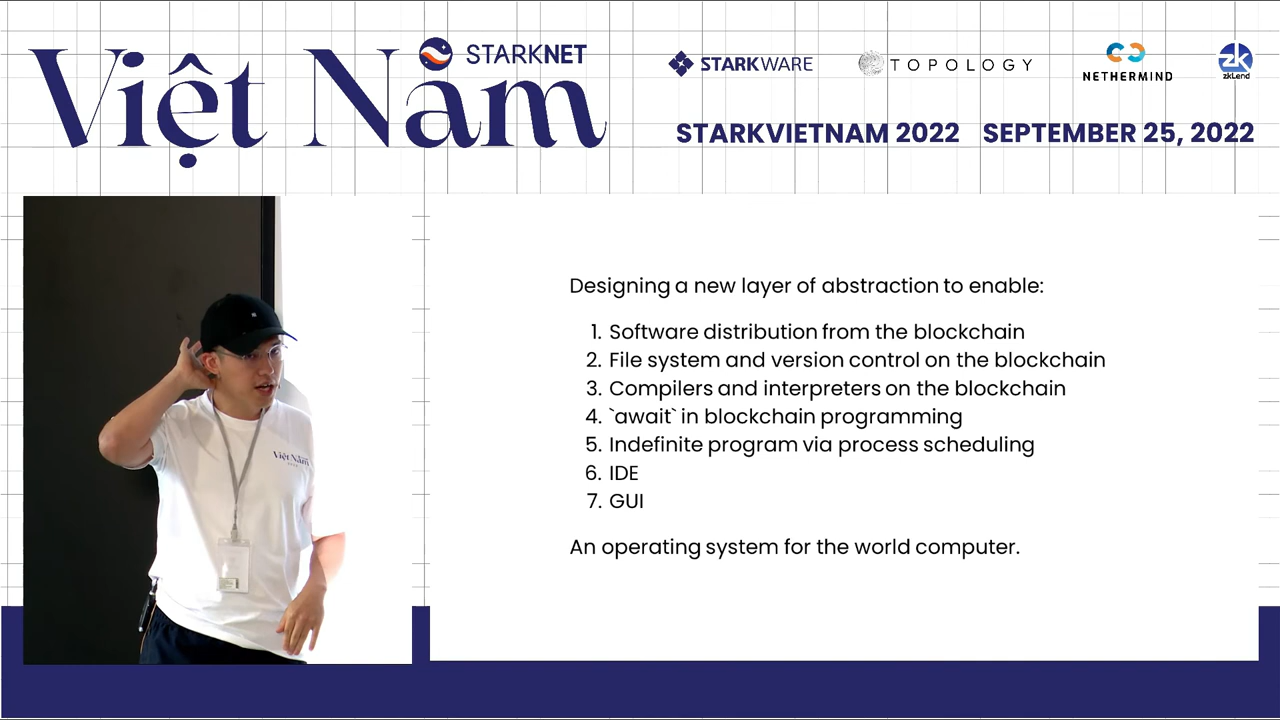 Việt Nam
STARKNET
STARKWARE
TOPOLOGY
NETHERMIND
zk
zkLend
STARKVIETNAM 2022 SEPTEMBER 25, 2022
Designing a new layer of abstraction to enable:
1. Software distribution from the blockchain
2. File system and version control on the blockchain
3. Compilers and interpreters on the blockchain
4. `await` in blockchain programming
5. Indefinite program via process scheduling
6. IDE
7. GUI
An operating system for the world computer.
Việt Nam